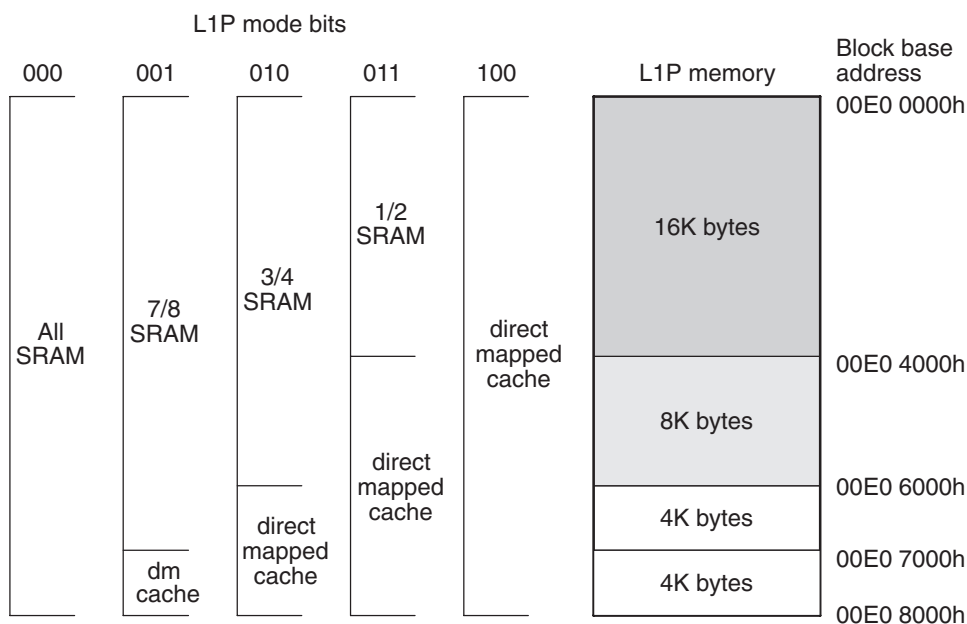 L1P mode bits
000 001 010 011 100 L1P memory
Block base
address
00E0 0000h
1/2
SRAM
16K bytes
3/4
SRAM
7/8
SRAM
All
SRAM
direct
mapped
cache
00E0 4000h
8K bytes
direct
mapped
cache
00E0 6000h
4K bytes
direct
mapped
cache
00E0 7000h
dm
cache
4K bytes
00E0 8000h